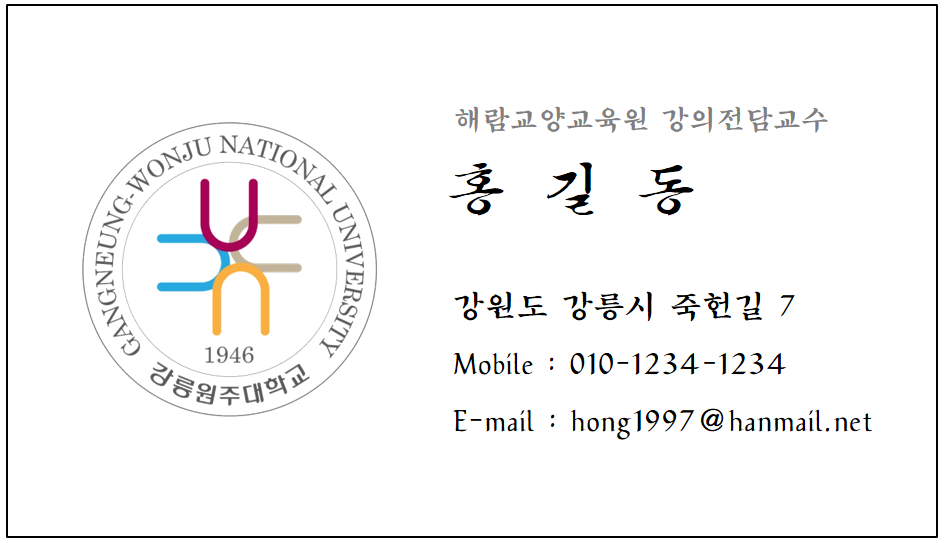 GANGNEUNG-WONJU NATIONAL UNIVERSITY
1946
강릉원주대학교
해람교양교육원 강의전담교수
홍 길 동
강원도 강릉시 죽헌길 7
Mobile : 010-1234-1234
E-mail : hong1997@hanmail.net